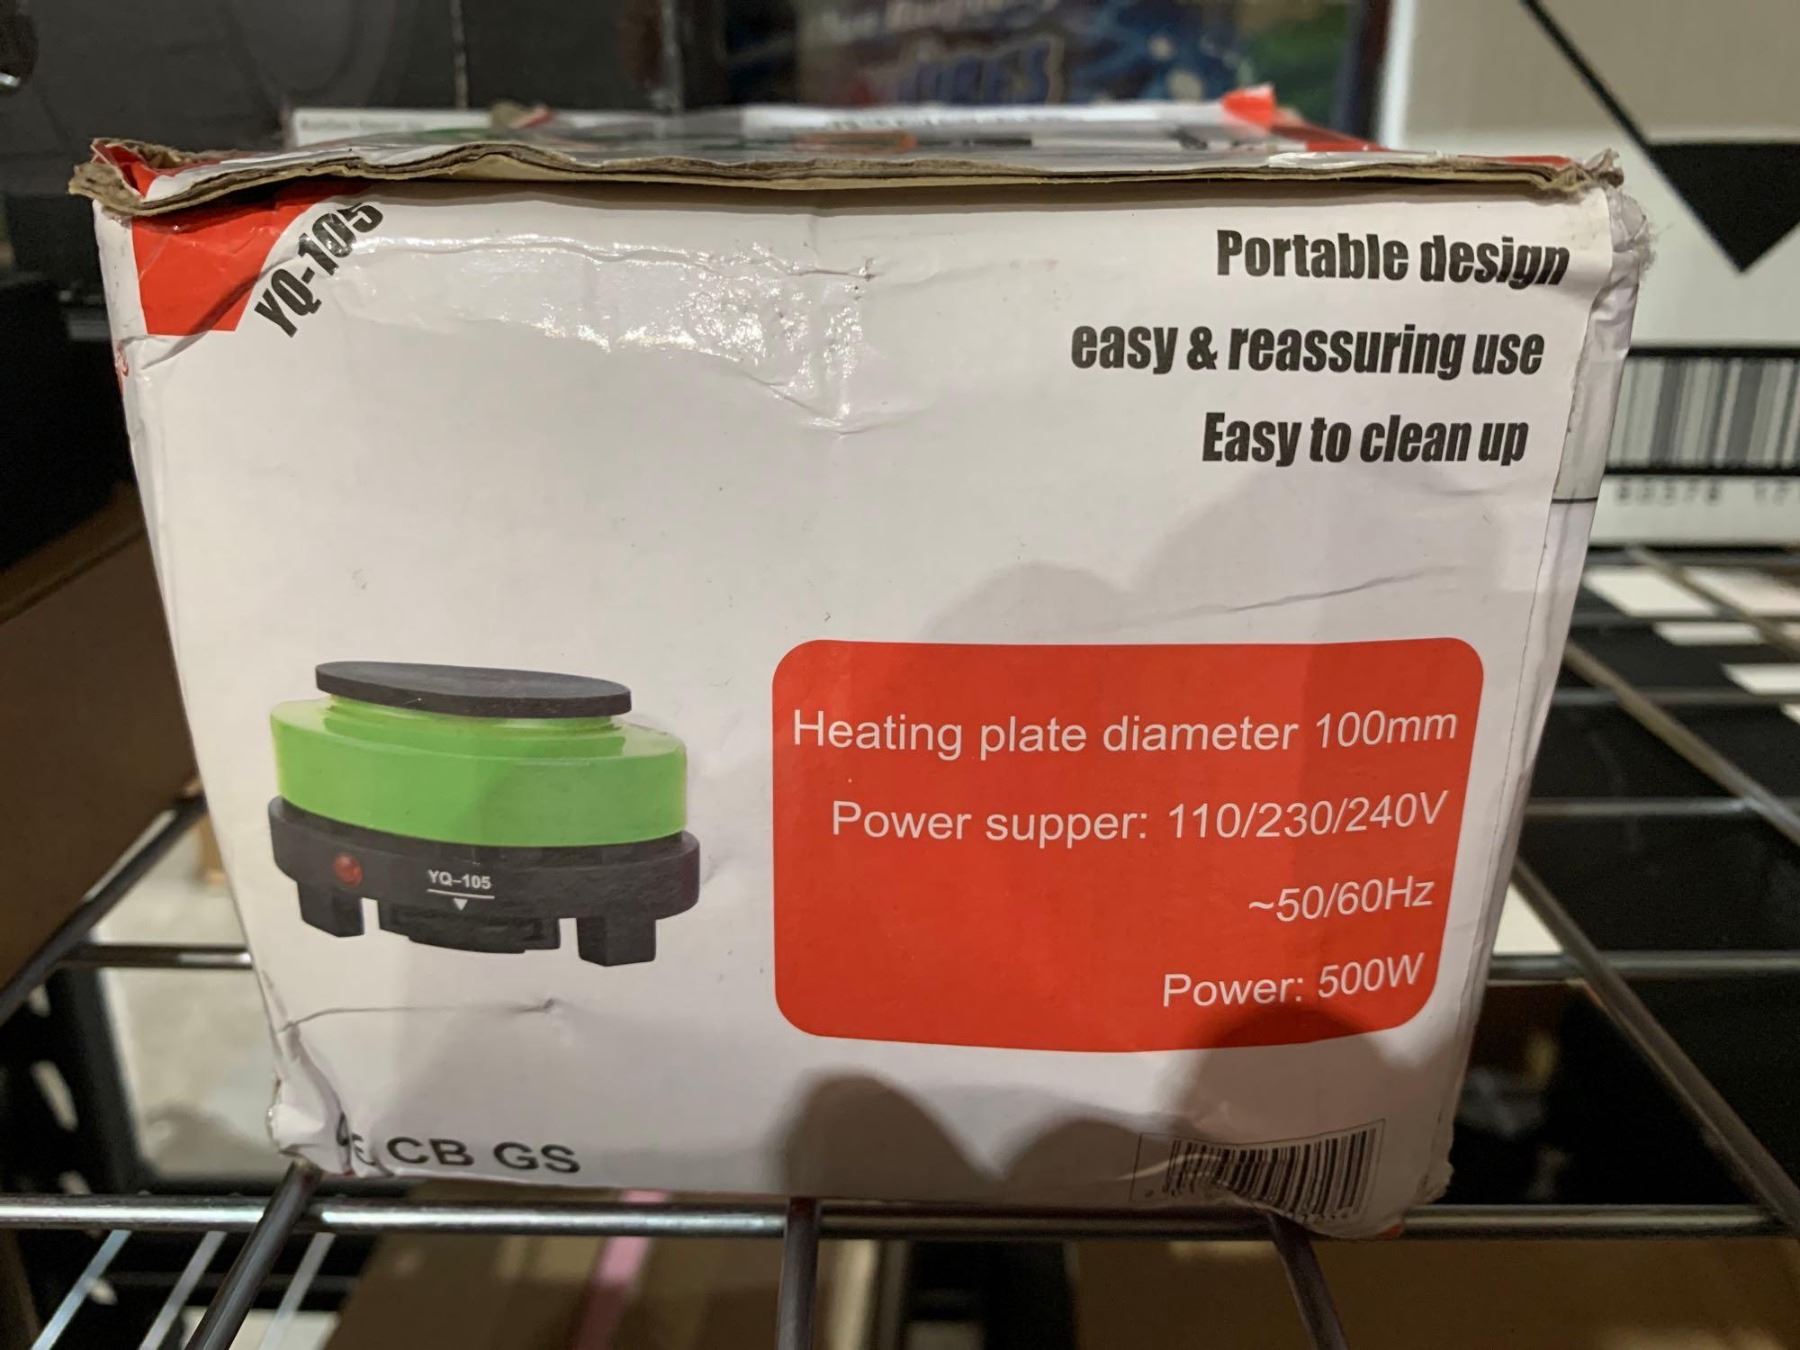 YQ-105
Portable design
easy & reassuring use
Easy to clean up
Heating plate diameter 100mm
Power supper: 110/230/240V
~50/60Hz
Power: 500W
YQ-105
CB GS